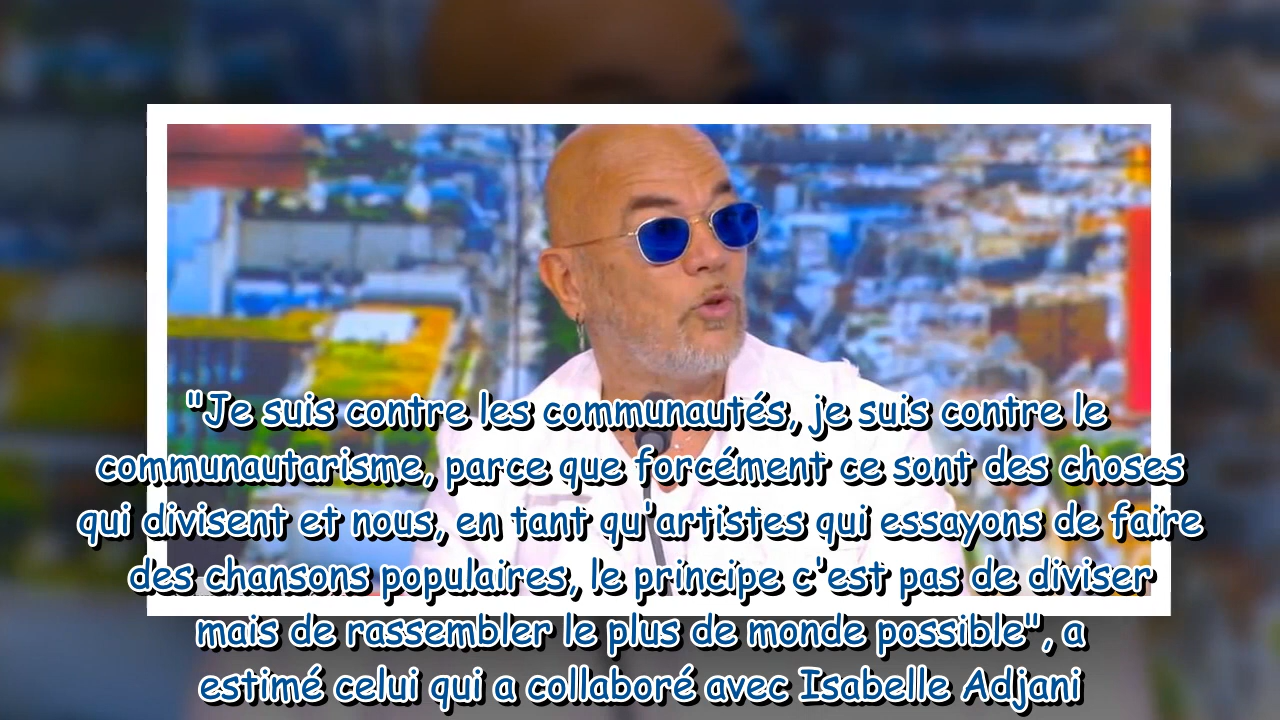 "Je suis contre les communautés, je suis contre le
communautarisme, parce que forcément ce sont des choses
qui divisent et nous, en tant qu'artistes qui essayons de faire
des chansons populaires, le principe c'est pas de diviser
mais de rassembler le plus de monde possible", a
estimé celui qui a collaboré avec Isabelle Adjani